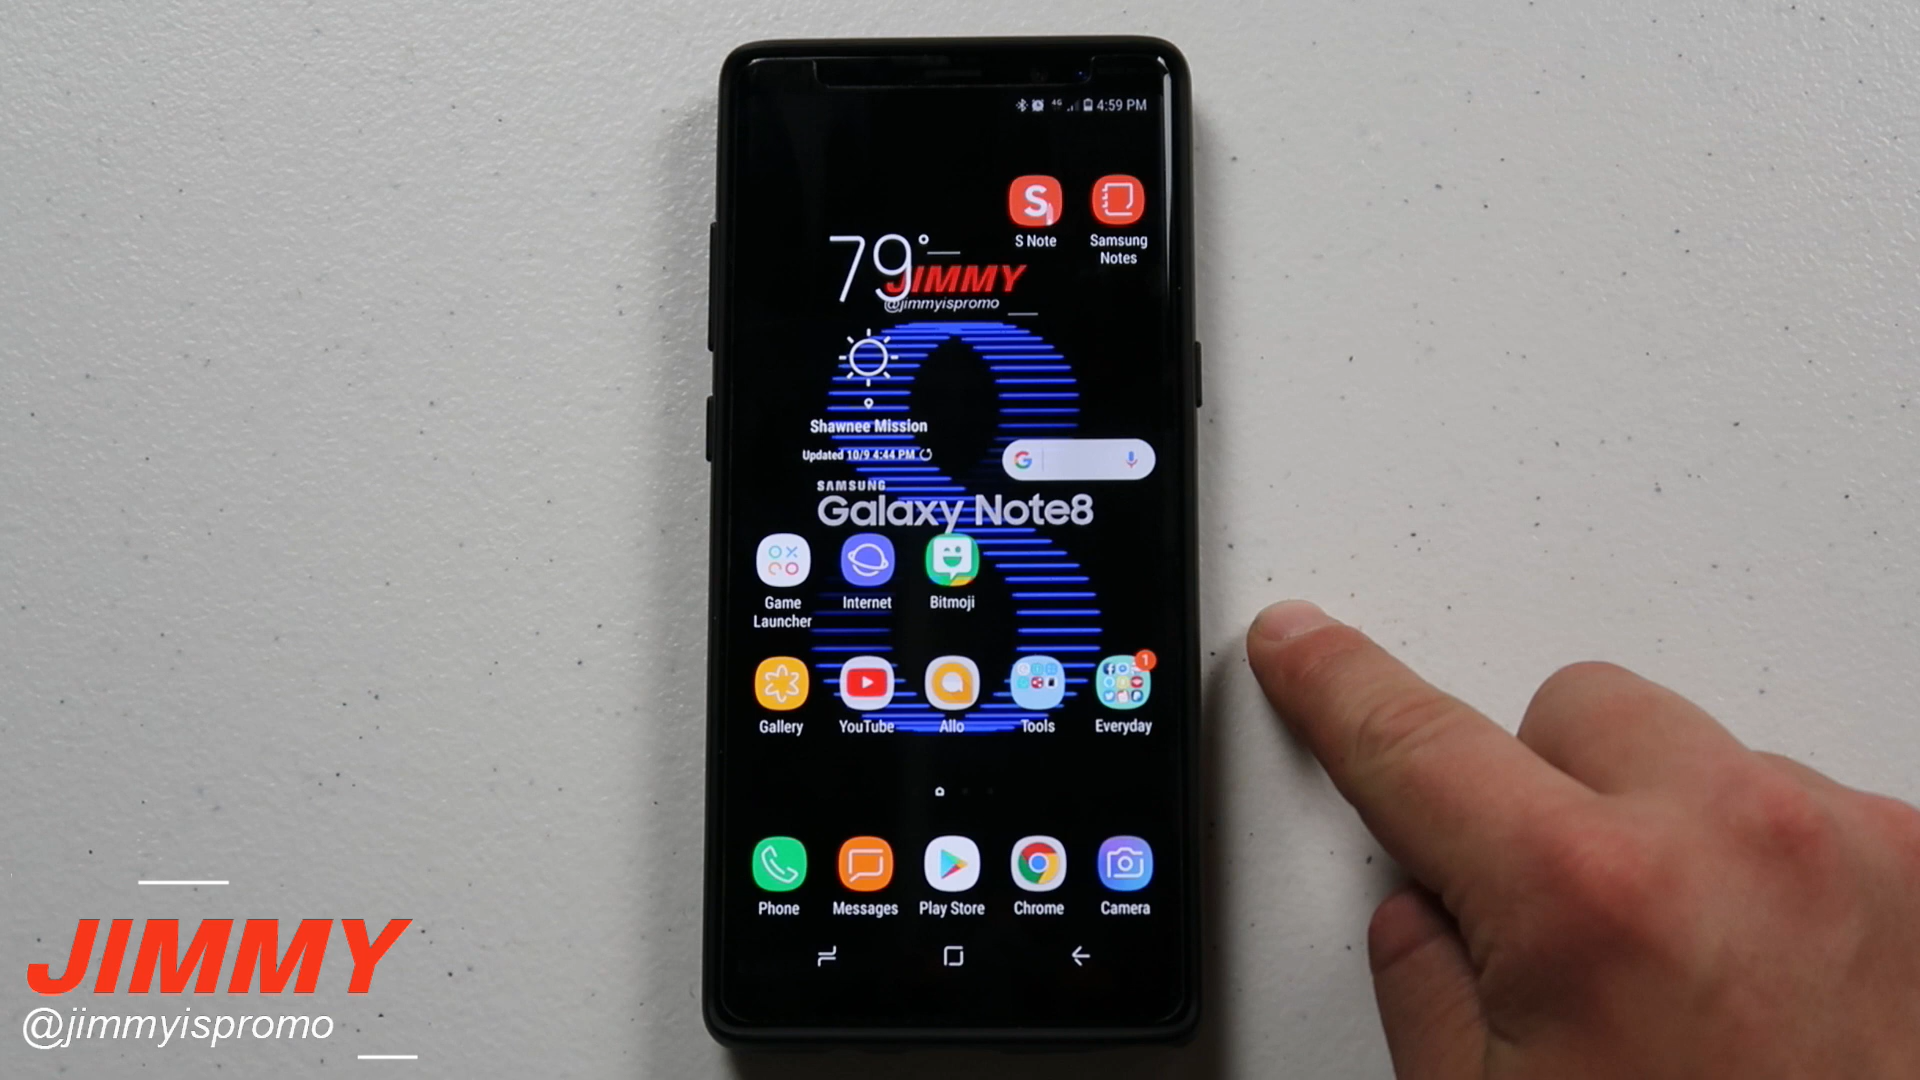 4G 4:59 PM
S Note
Samsung
Notes
79°
JIMMY
@jimmyispromo
Shawnee Mission
Updated 10/9 4:44 PM
SAMSUNG
Galaxy Note8
Game
Launcher
Internet
Bitmoji
1
Gallery
YouTube
Allo
Tools
Everyday
Phone
Messages
Play Store
Chrome
Camera
JIMMY
@jimmyispromo